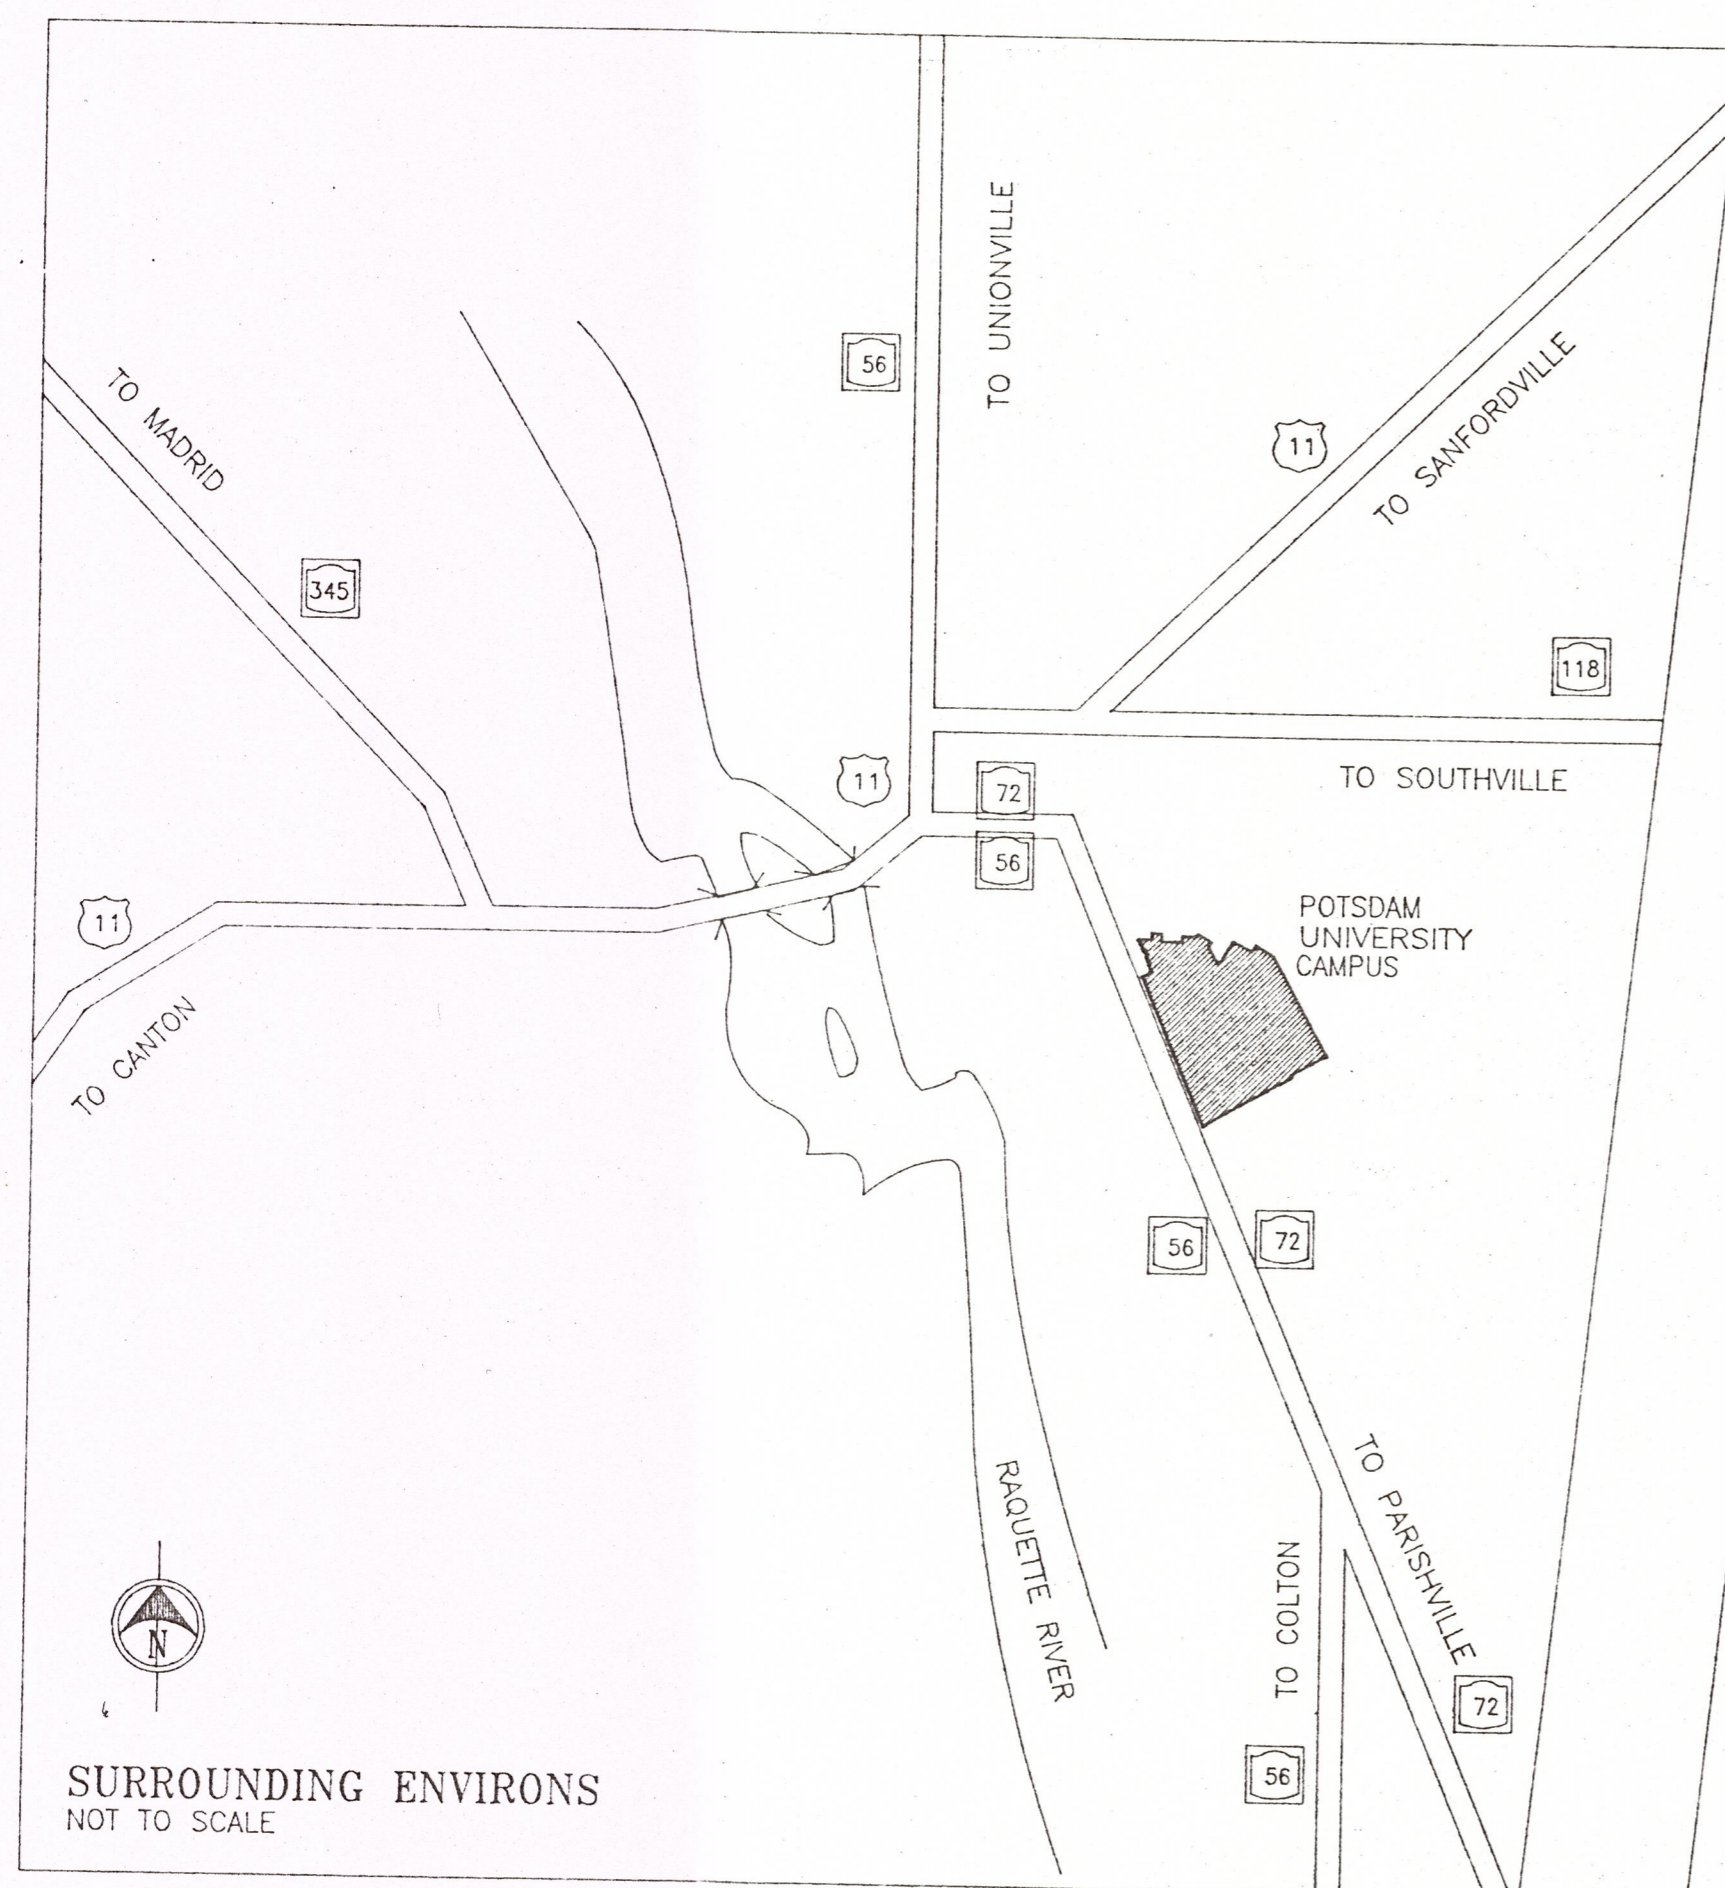 TO UNIONVILLE
56
11
TO SANFORDVILLE
TO MADRID
345
118
TO SOUTHVILLE
11
72
56
11
TO CANTON
POTSDAM
UNIVERSITY
CAMPUS
56
72
RAQUETTE RIVER
TO COLTON
TO PARISHVILLE
72
56
N
SURROUNDING ENVIRONS
NOT TO SCALE